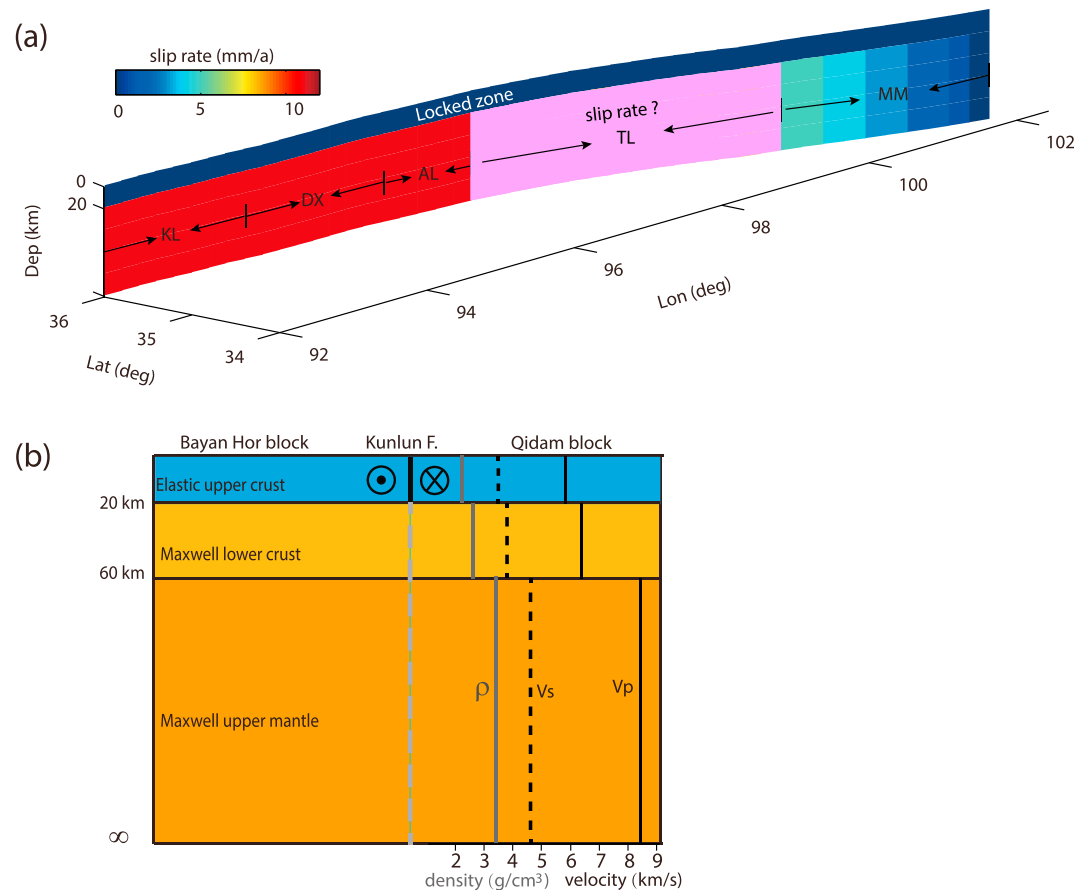 (a)
slip rate (mm/a)
0 5 10
Locked zone
slip rate ?
TL
MM
AL
DX
KL
0
20
Dep (km)
36
35
34
Lat (deg)
92
94
96
98
100
102
Lon (deg)
(b)
Bayan Hor block Kunlun F. Qidam block
Elastic upper crust
20 km
Maxwell lower crust
60 km
ρ Vs Vp
Maxwell upper mantle
∞
2 3 4 5 6 7 8 9
density (g/cm³) velocity (km/s)